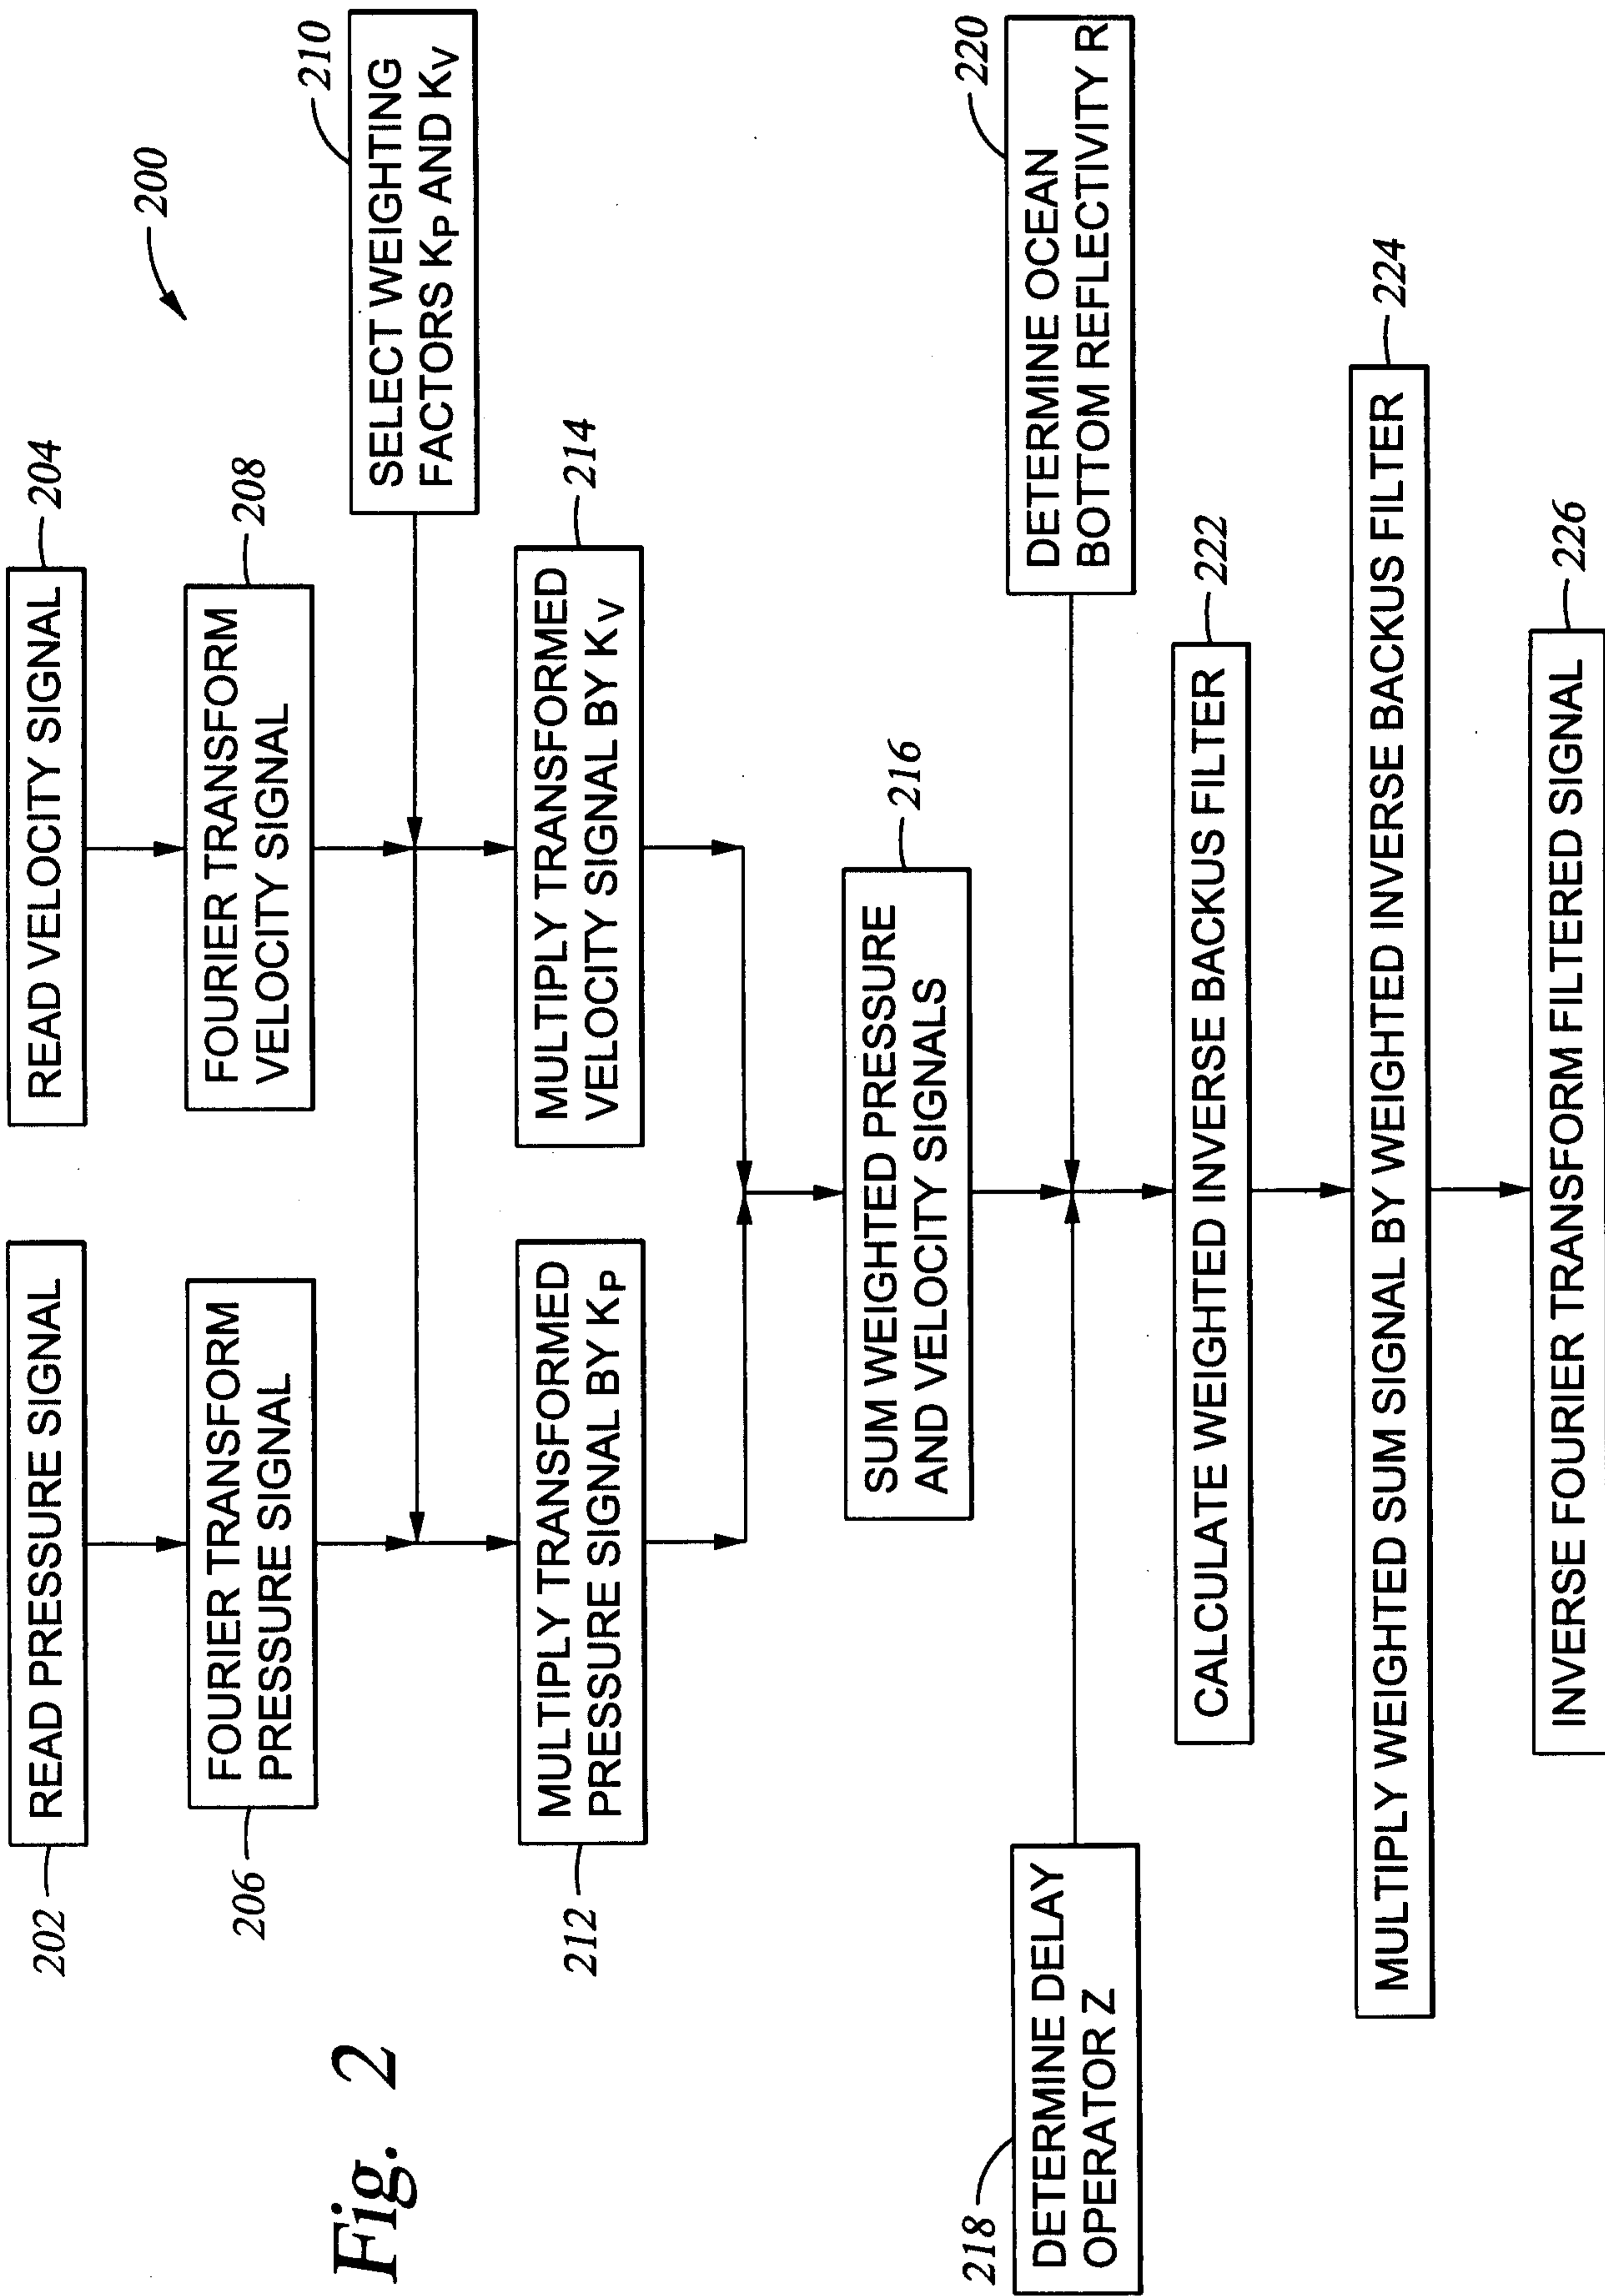 Fig. 2
200
202
READ PRESSURE SIGNAL
204
READ VELOCITY SIGNAL
206
FOURIER TRANSFORM
PRESSURE SIGNAL
208
FOURIER TRANSFORM
VELOCITY SIGNAL
210
SELECT WEIGHTING
FACTORS KP AND KV
212
MULTIPLY TRANSFORMED
PRESSURE SIGNAL BY KP
214
MULTIPLY TRANSFORMED
VELOCITY SIGNAL BY KV
216
SUM WEIGHTED PRESSURE
AND VELOCITY SIGNALS
218
DETERMINE DELAY
OPERATOR Z
220
DETERMINE OCEAN
BOTTOM REFLECTIVITY R
222
CALCULATE WEIGHTED INVERSE BACKUS FILTER
224
MULTIPLY WEIGHTED SUM SIGNAL BY WEIGHTED INVERSE BACKUS FILTER
226
INVERSE FOURIER TRANSFORM FILTERED SIGNAL